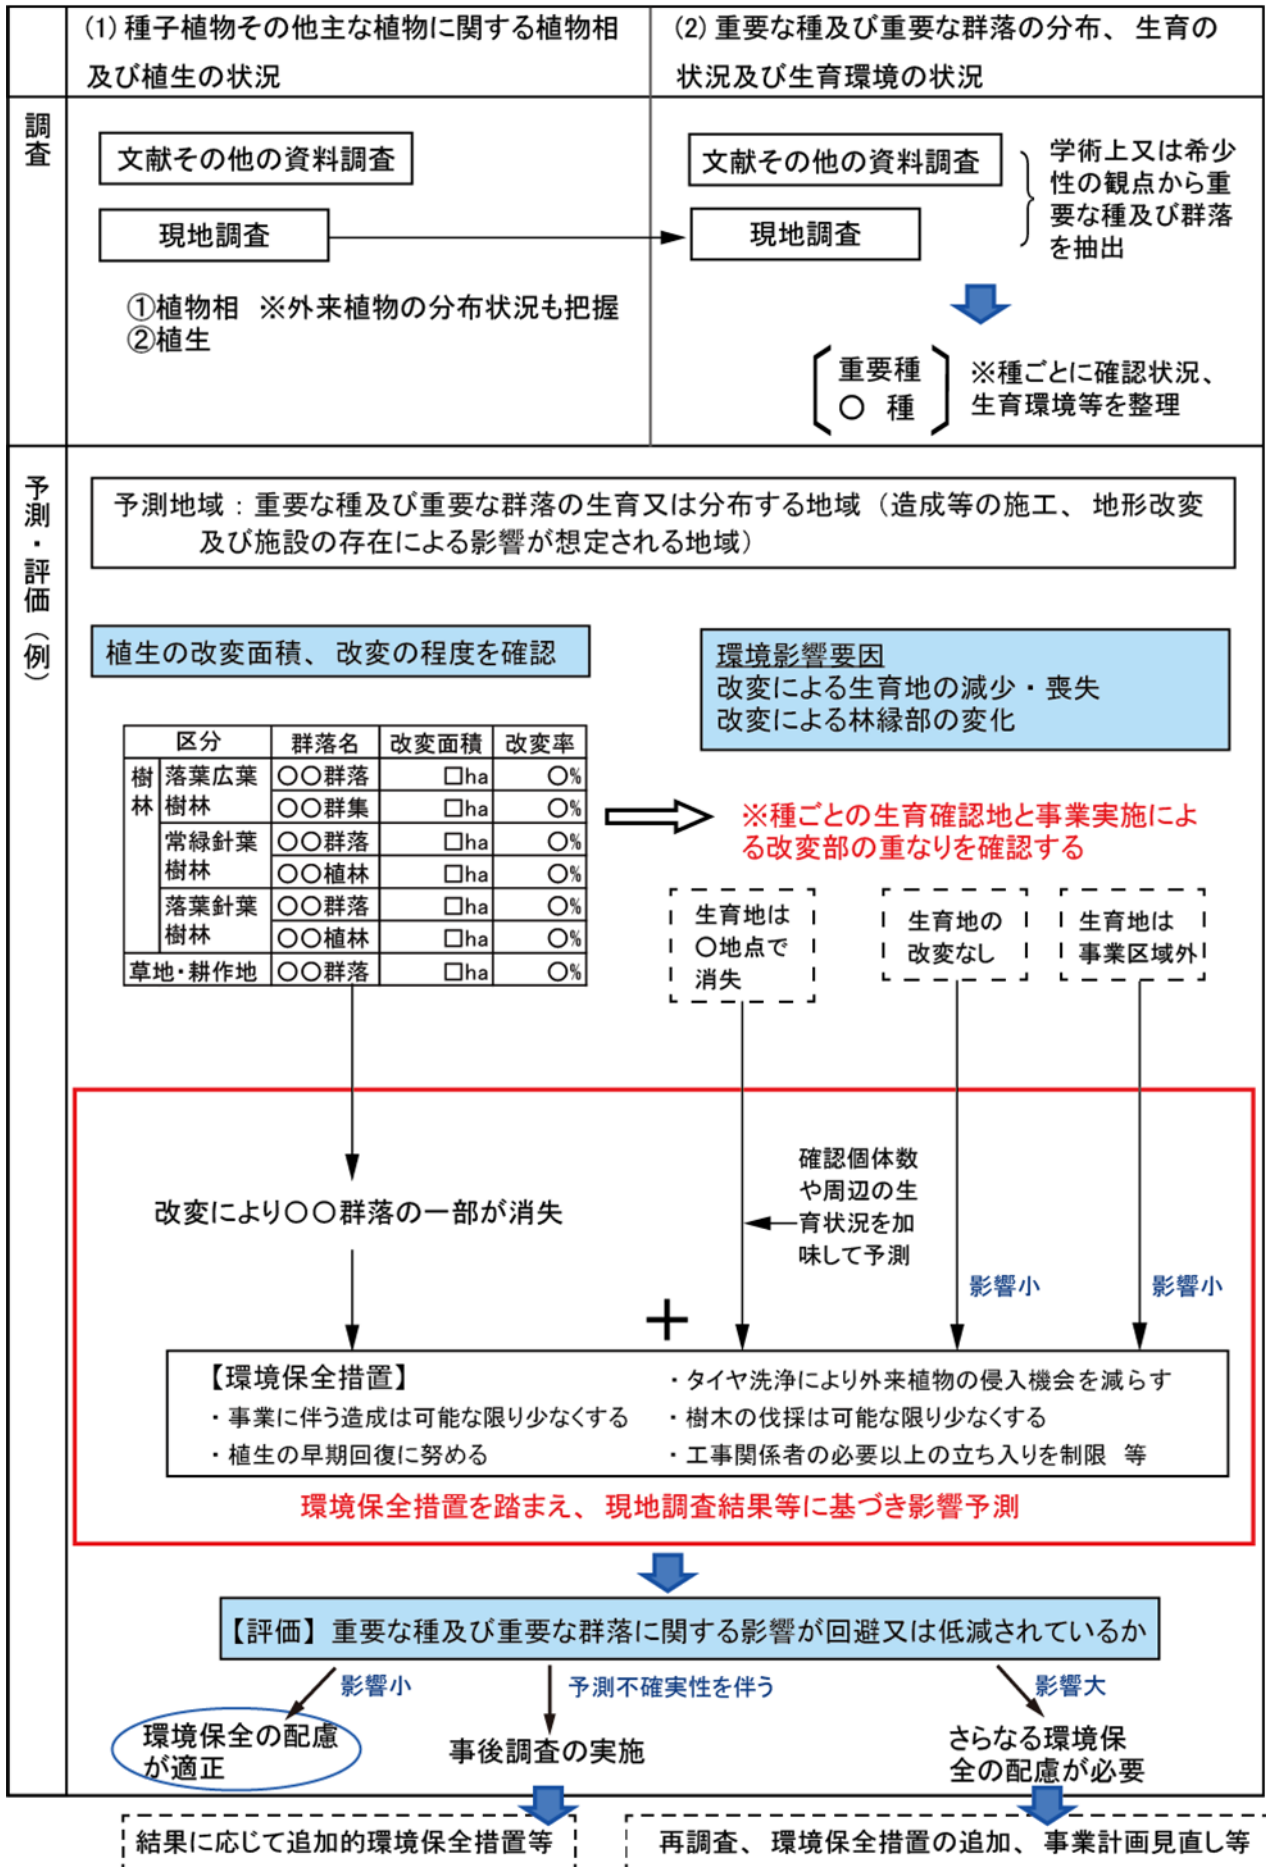 (1) 種子植物その他主な植物に関する植物相
及び植生の状況
(2) 重要な種及び重要な群落の分布、生育の
状況及び生育環境の状況
調査
文献その他の資料調査
現地調査
①植物相 ※外来植物の分布状況も把握
②植生
文献その他の資料調査
現地調査
学術上又は希少
性の観点から重
要な種及び群落
を抽出
重要種
〇 種
※種ごとに確認状況、
生育環境等を整理
予測・評価(例)
予測地域:重要な種及び重要な群落の生育又は分布する地域(造成等の施工、地形改変
及び施設の存在による影響が想定される地域)
植生の改変面積、改変の程度を確認
環境影響要因
改変による生育地の減少・喪失
改変による林縁部の変化
区分 群落名 改変面積 改変率
樹林
落葉広葉
樹林
〇〇群落 □ha 〇%
〇〇群集 □ha 〇%
常緑針葉
樹林
〇〇群落 □ha 〇%
〇〇植林 □ha 〇%
落葉針葉
樹林
〇〇群落 □ha 〇%
〇〇植林 □ha 〇%
草地・耕作地 〇〇群落 □ha 〇%
※種ごとの生育確認地と事業実施によ
る改変部の重なりを確認する
生育地は
〇地点で
消失
生育地の
改変なし
生育地は
事業区域外
改変により〇〇群落の一部が消失
確認個体数
や周辺の生
育状況を加
味して予測
影響小
影響小
+
【環境保全措置】
・事業に伴う造成は可能な限り少なくする
・植生の早期回復に努める
・タイヤ洗浄により外来植物の侵入機会を減らす
・樹木の伐採は可能な限り少なくする
・工事関係者の必要以上の立ち入りを制限 等
環境保全措置を踏まえ、現地調査結果等に基づき影響予測
【評価】重要な種及び重要な群落に関する影響が回避又は低減されているか
影響小
予測不確実性を伴う
影響大
環境保全の配慮
が適正
事後調査の実施
さらなる環境保
全の配慮が必要
結果に応じて追加的環境保全措置等
再調査、環境保全措置の追加、事業計画見直し等